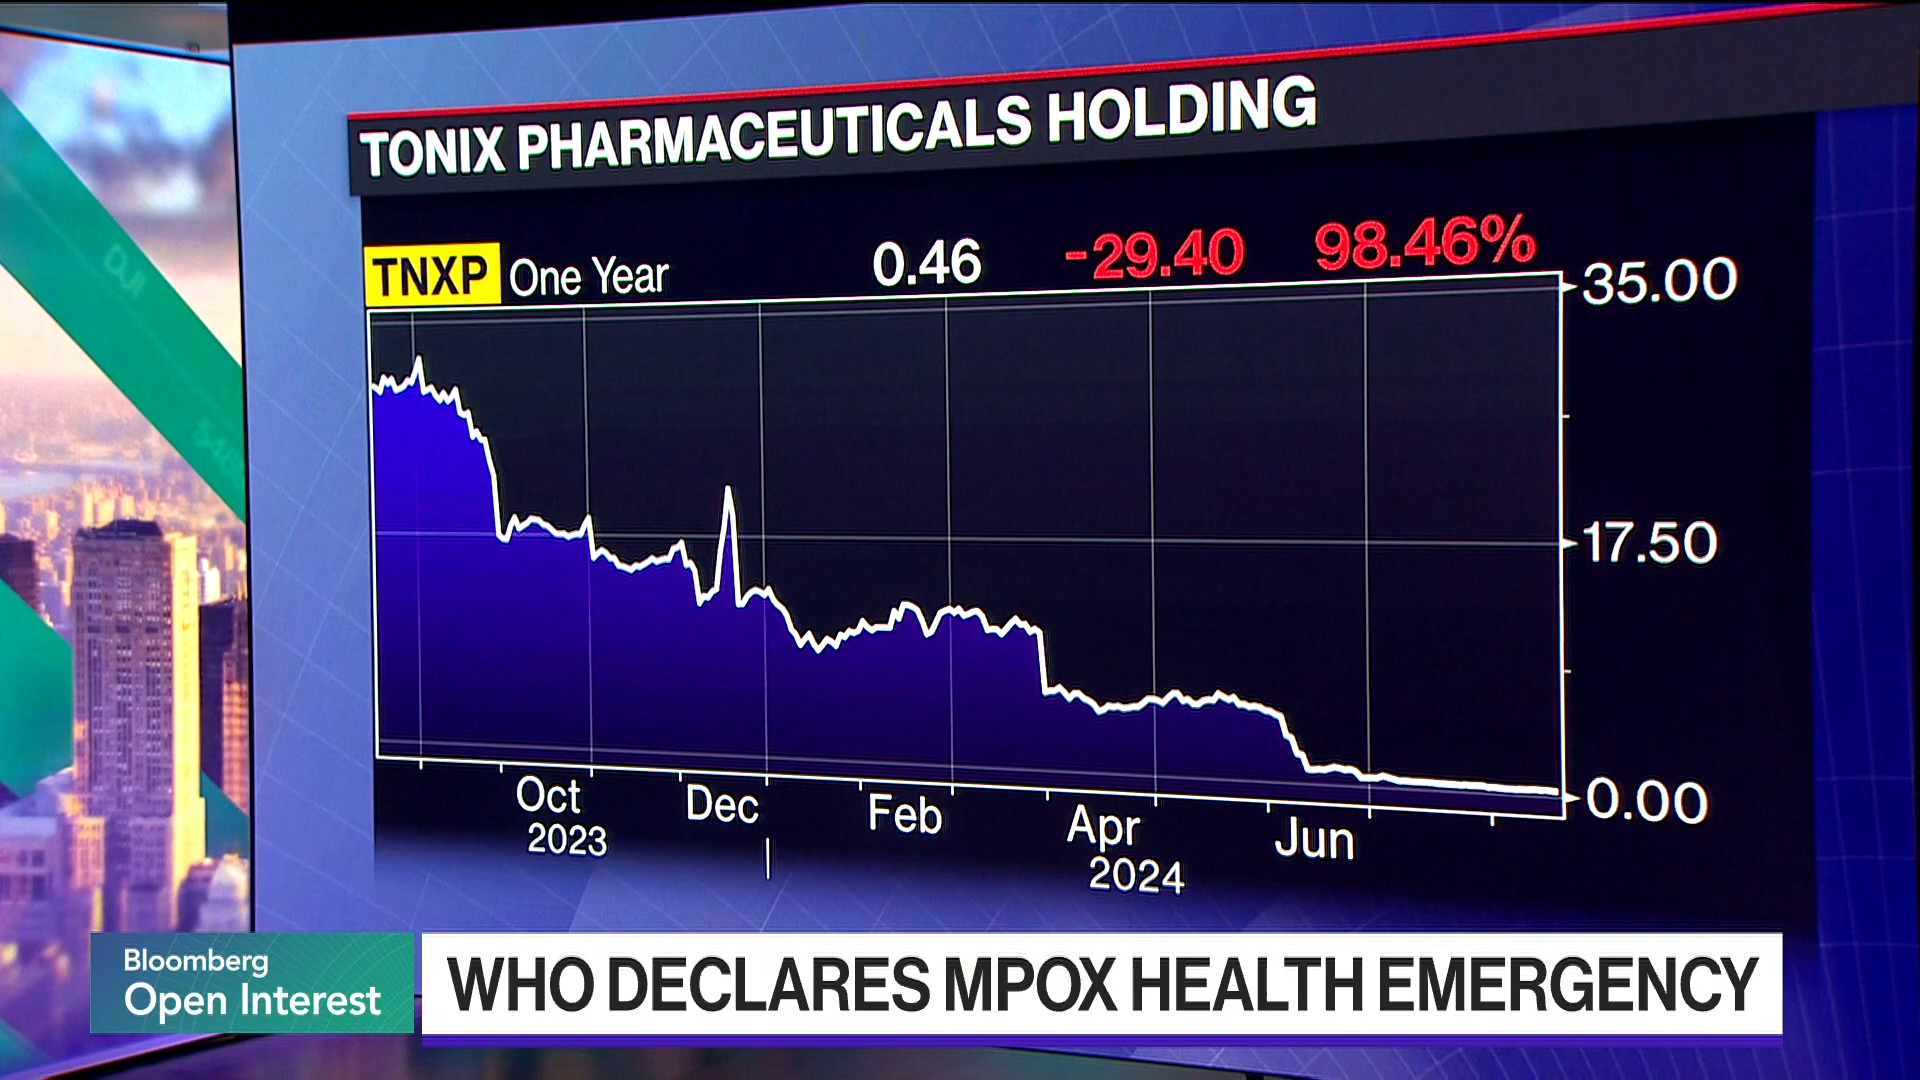 TONIX PHARMACEUTICALS HOLDING
TNXP One Year 0.46 -29.40 98.46%
35.00
17.50
0.00
Oct Dec Feb Apr Jun
2023 2024
Bloomberg
Open Interest
WHO DECLARES MPOX HEALTH EMERGENCY
DJI